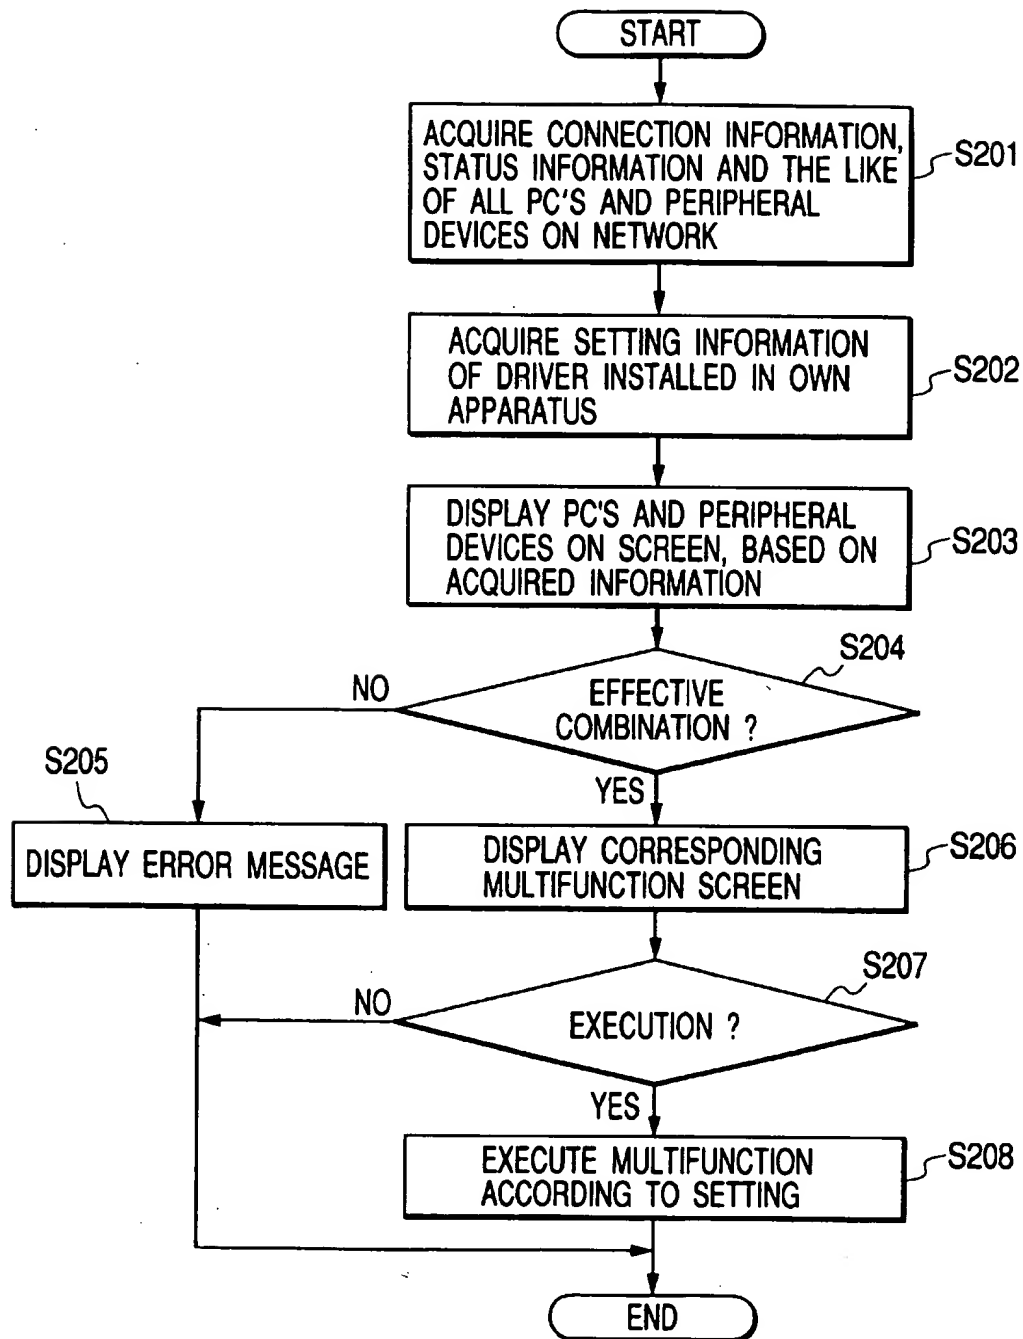 START
ACQUIRE CONNECTION INFORMATION,
STATUS INFORMATION AND THE LIKE
OF ALL PC'S AND PERIPHERAL
DEVICES ON NETWORK
S201
ACQUIRE SETTING INFORMATION
OF DRIVER INSTALLED IN OWN
APPARATUS
S202
DISPLAY PC'S AND PERIPHERAL
DEVICES ON SCREEN, BASED ON
ACQUIRED INFORMATION
S203
S204
NO
EFFECTIVE
COMBINATION ?
YES
S205
DISPLAY ERROR MESSAGE
DISPLAY CORRESPONDING
MULTIFUNCTION SCREEN
S206
S207
NO
EXECUTION ?
YES
EXECUTE MULTIFUNCTION
ACCORDING TO SETTING
S208
END